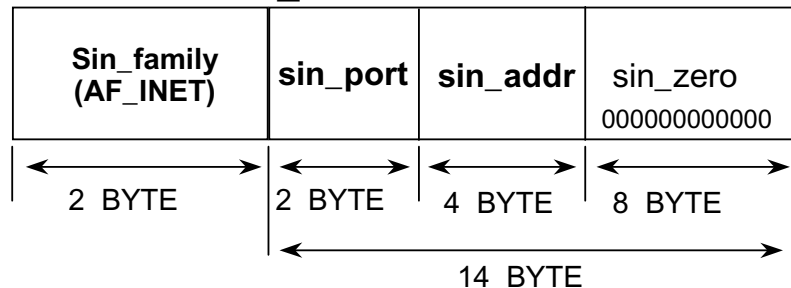 Sin_family
(AF_INET)
sin_port
sin_addr
sin_zero
000000000000
2 BYTE
2 BYTE
4 BYTE
8 BYTE
14 BYTE